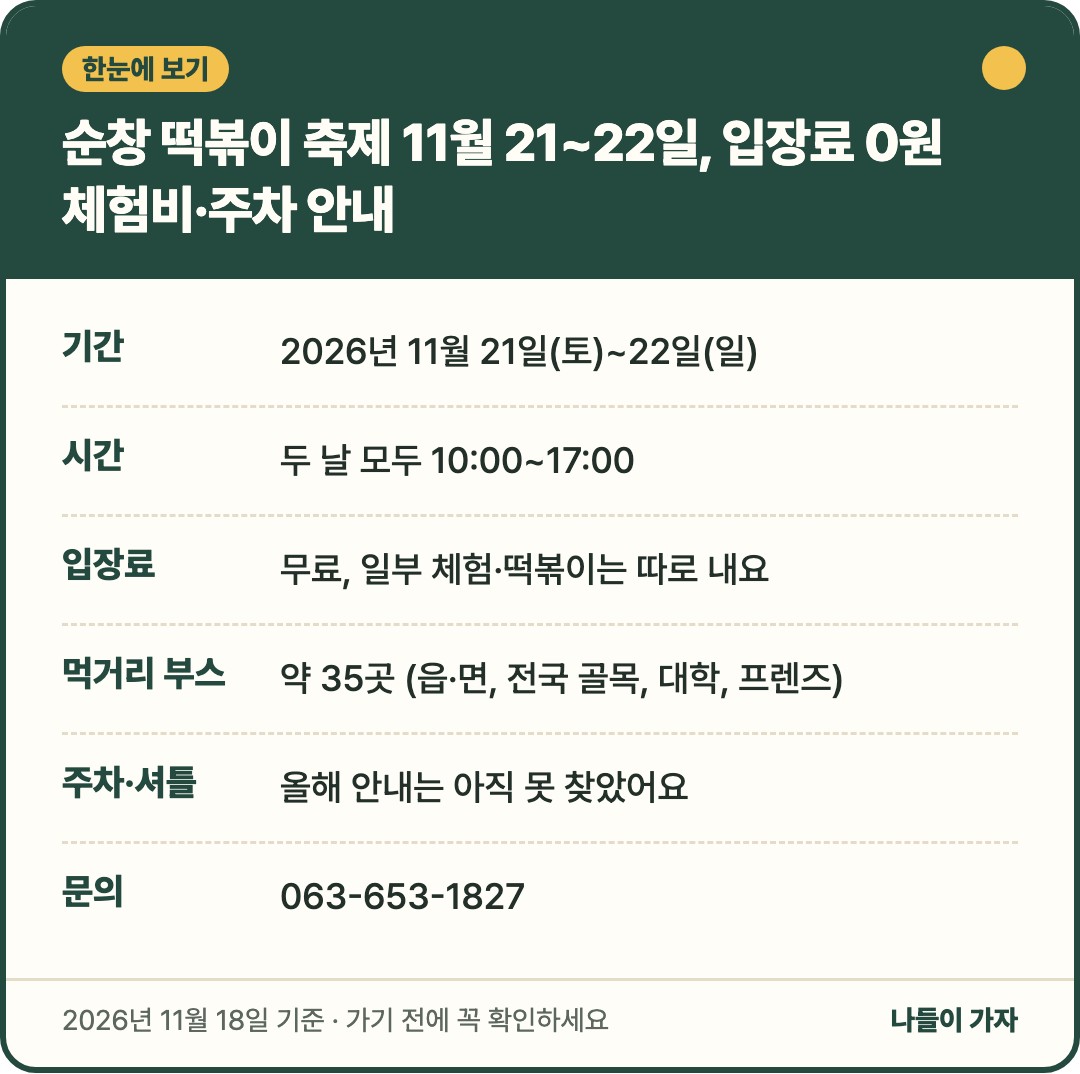 한눈에 보기
순창 떡볶이 축제 11월 21~22일, 입장료 0원
체험비·주차 안내
기간 2026년 11월 21일(토)~22일(일)
시간 두 날 모두 10:00~17:00
입장료 무료, 일부 체험·떡볶이는 따로 내요
먹거리 부스 약 35곳 (읍·면, 전국 골목, 대학, 프렌즈)
주차·셔틀 올해 안내는 아직 못 찾았어요
문의 063-653-1827
2026년 11월 18일 기준 · 가기 전에 꼭 확인하세요 나들이 가자